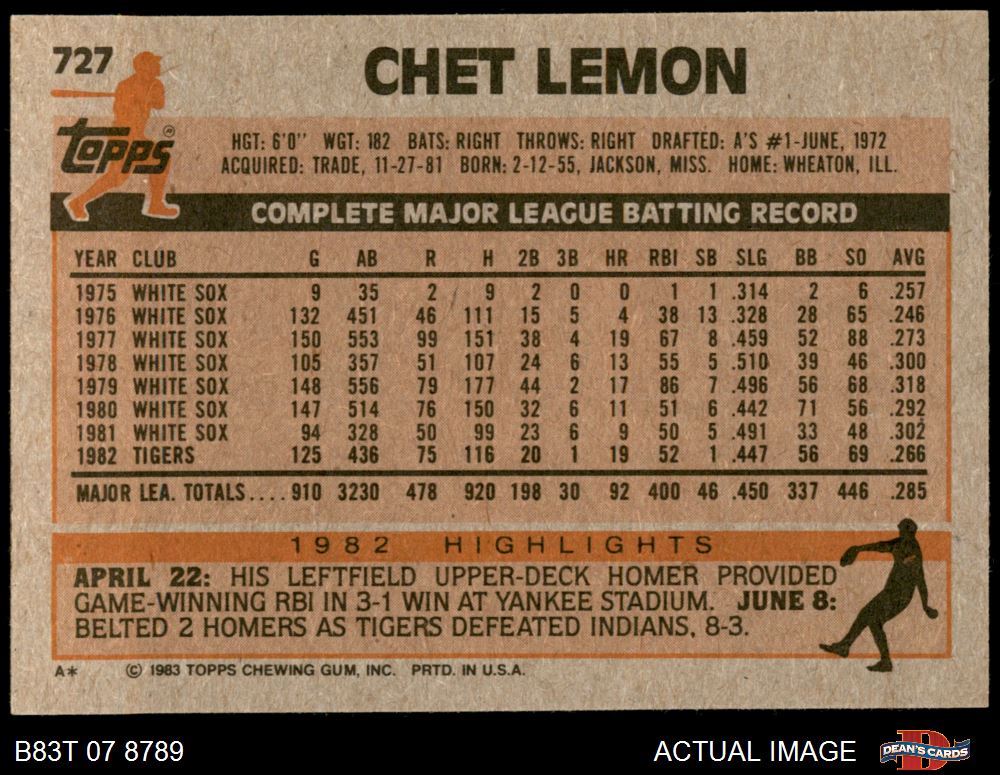 727
CHET LEMON
Topps®
HGT: 6'0" WGT: 182 BATS: RIGHT THROWS: RIGHT DRAFTED: A'S #1-JUNE, 1972
ACQUIRED: TRADE, 11-27-81 BORN: 2-12-55, JACKSON, MISS. HOME: WHEATON, ILL.
COMPLETE MAJOR LEAGUE BATTING RECORD
YEAR CLUB G AB R H 2B 3B HR RBI SB SLG BB SO AVG
1975 WHITE SOX 9 35 2 9 2 0 0 1 1 .314 2 6 .257
1976 WHITE SOX 132 451 46 111 15 5 4 38 13 .328 28 65 .246
1977 WHITE SOX 150 553 99 151 38 4 19 67 8 .459 52 88 .273
1978 WHITE SOX 105 357 51 107 24 6 13 55 5 .510 39 46 .300
1979 WHITE SOX 148 556 79 177 44 2 17 86 7 .496 56 68 .318
1980 WHITE SOX 147 514 76 150 32 6 11 51 6 .442 71 56 .292
1981 WHITE SOX 94 328 50 99 23 6 9 50 5 .491 33 48 .302
1982 TIGERS 125 436 75 116 20 1 19 52 1 .447 56 69 .266
MAJOR LEA. TOTALS.... 910 3230 478 920 198 30 92 400 46 .450 337 446 .285
1982 HIGHLIGHTS
APRIL 22: HIS LEFTFIELD UPPER-DECK HOMER PROVIDED
GAME-WINNING RBI IN 3-1 WIN AT YANKEE STADIUM. JUNE 8:
BELTED 2 HOMERS AS TIGERS DEFEATED INDIANS, 8-3.
A* © 1983 TOPPS CHEWING GUM, INC. PRTD. IN U.S.A.
B83T 07 8789 ACTUAL IMAGE D DEAN'S CARDS